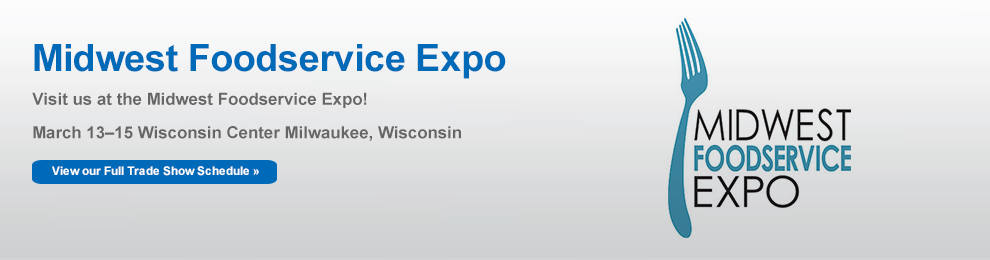 Midwest Foodservice Expo
Visit us at the Midwest Foodservice Expo!
March 13–15 Wisconsin Center Milwaukee, Wisconsin
View our Full Trade Show Schedule »
MIDWEST
FOODSERVICE
EXPO